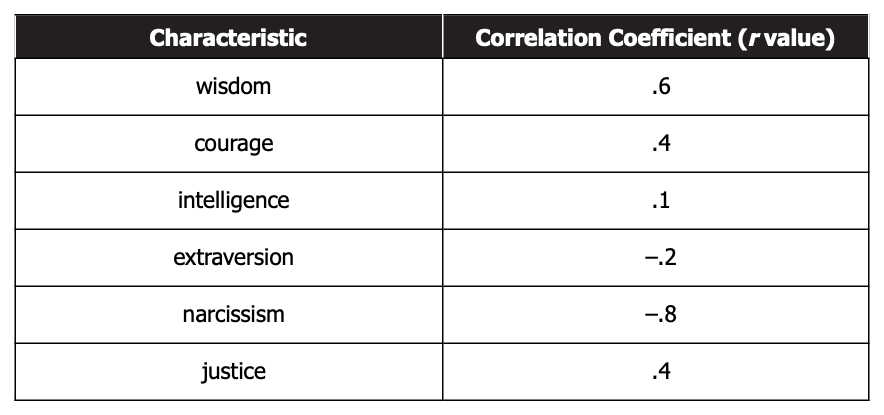 Characteristic Correlation Coefficient (r value)
wisdom .6
courage .4
intelligence .1
extraversion –.2
narcissism –.8
justice .4